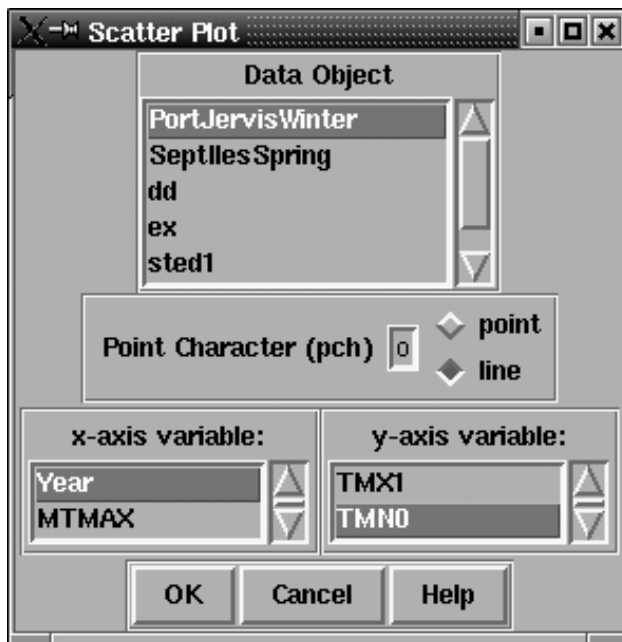 Scatter Plot
Data Object
PortJervisWinter
SeptIlesSpring
dd
ex
sted1
Point Character (pch) o point
line
x-axis variable:
Year
MTMAX
y-axis variable:
TMX1
TMN0
OK Cancel Help